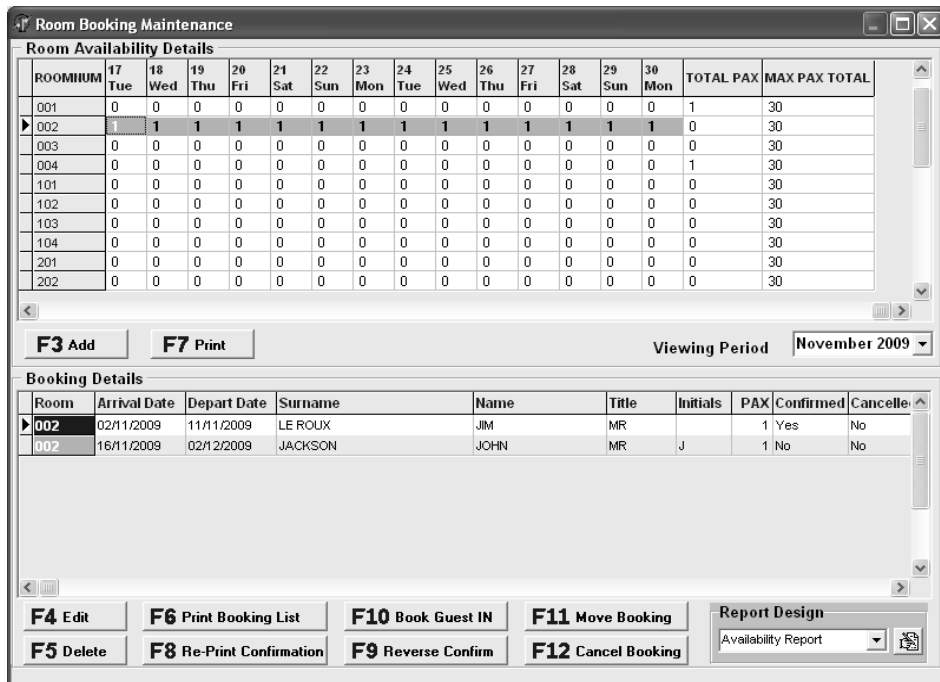 Room Booking Maintenance
Room Availability Details
ROOMNUM 17 Tue 18 Wed 19 Thu 20 Fri 21 Sat 22 Sun 23 Mon 24 Tue 25 Wed 26 Thu 27 Fri 28 Sat 29 Sun 30 Mon TOTAL PAX MAX PAX TOTAL
001 0 0 0 0 0 0 0 0 0 0 0 0 0 0 1 30
002 1 1 1 1 1 1 1 1 1 1 1 1 1 1 0 30
003 0 0 0 0 0 0 0 0 0 0 0 0 0 0 0 30
004 0 0 0 0 0 0 0 0 0 0 0 0 0 0 1 30
101 0 0 0 0 0 0 0 0 0 0 0 0 0 0 0 30
102 0 0 0 0 0 0 0 0 0 0 0 0 0 0 0 30
103 0 0 0 0 0 0 0 0 0 0 0 0 0 0 0 30
104 0 0 0 0 0 0 0 0 0 0 0 0 0 0 0 30
201 0 0 0 0 0 0 0 0 0 0 0 0 0 0 0 30
202 0 0 0 0 0 0 0 0 0 0 0 0 0 0 0 30
F3 Add F7 Print Viewing Period November 2009
Booking Details
Room Arrival Date Depart Date Surname Name Title Initials PAX Confirmed Cancelle
002 02/11/2009 11/11/2009 LE ROUX JIM MR 1 Yes No
002 16/11/2009 02/12/2009 JACKSON JOHN MR J 1 No No
F4 Edit F6 Print Booking List F10 Book Guest IN F11 Move Booking Report Design
F5 Delete F8 Re-Print Confirmation F9 Reverse Confirm F12 Cancel Booking Availability Report